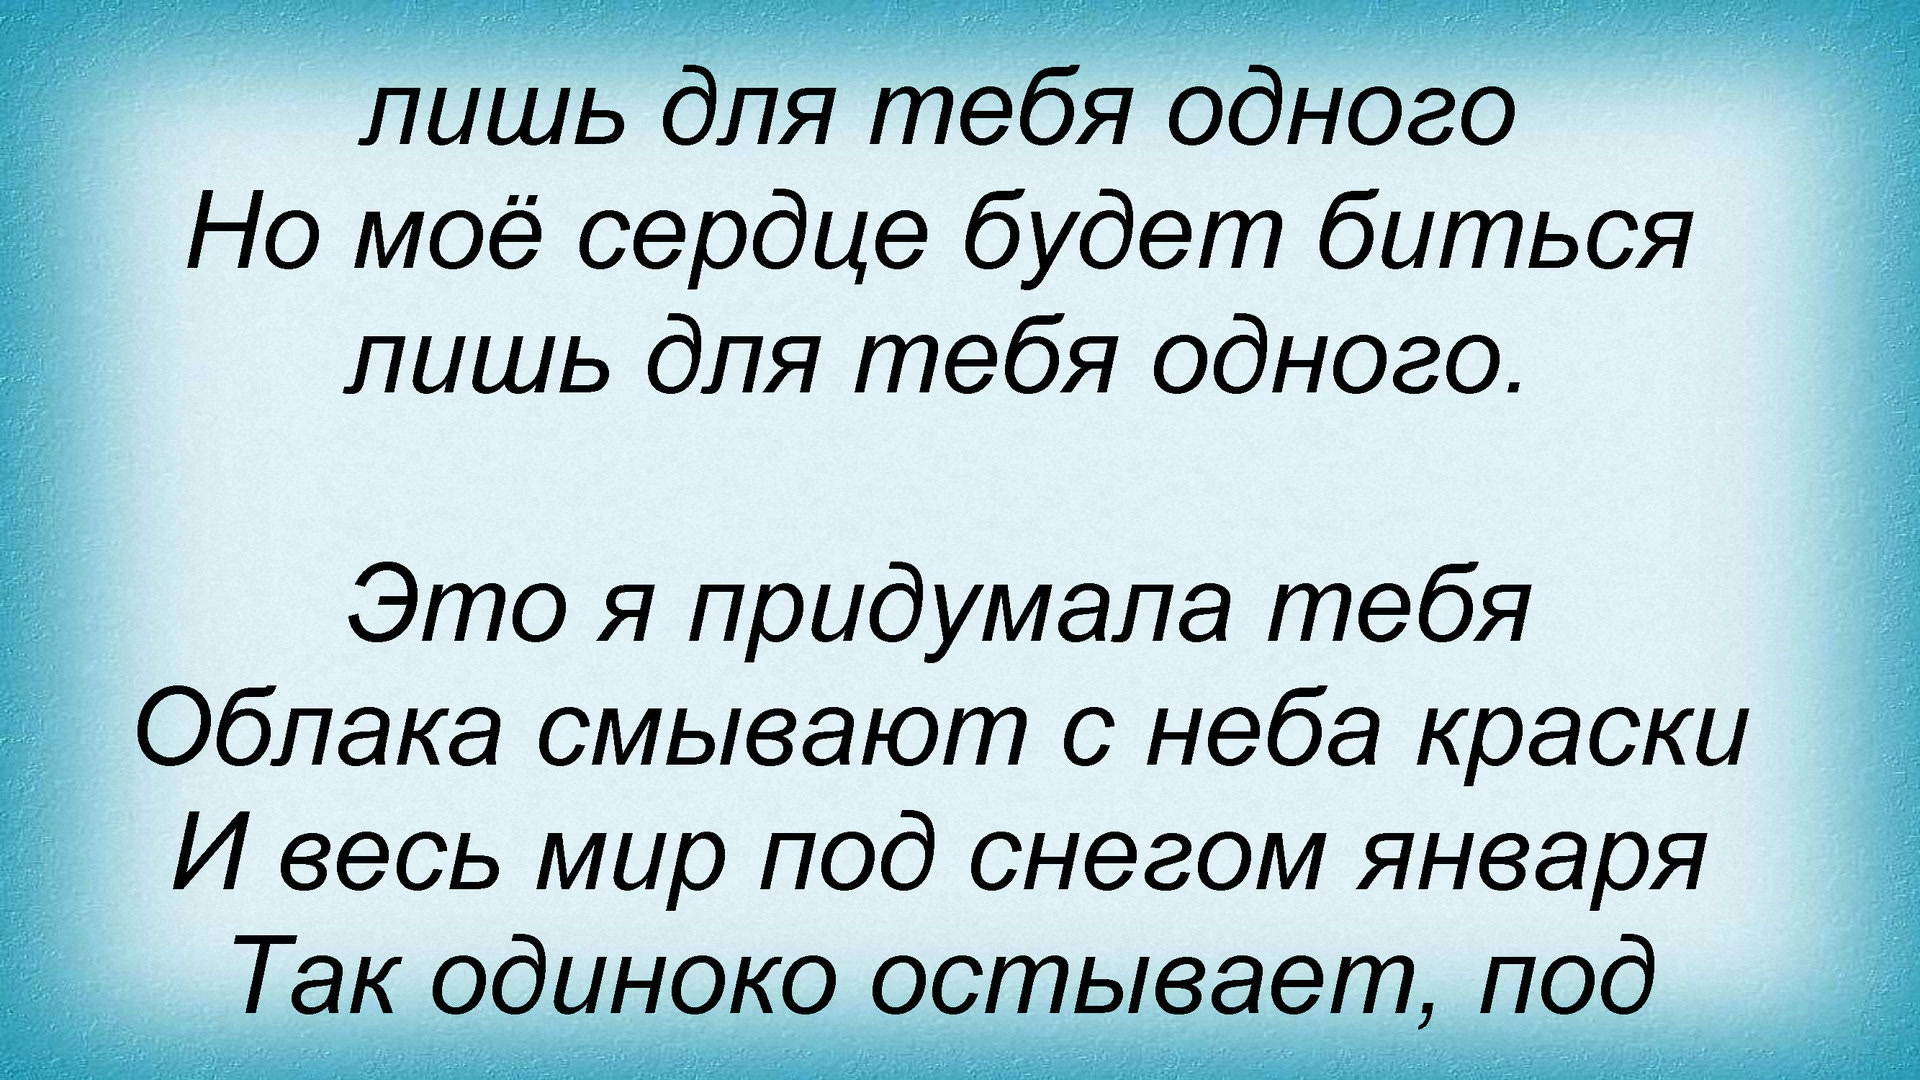 лишь для тебя одного
Но моё сердце будет биться
лишь для тебя одного.
Это я придумала тебя
Облака смывают с неба краски
И весь мир под снегом января
Так одиноко остывает, под